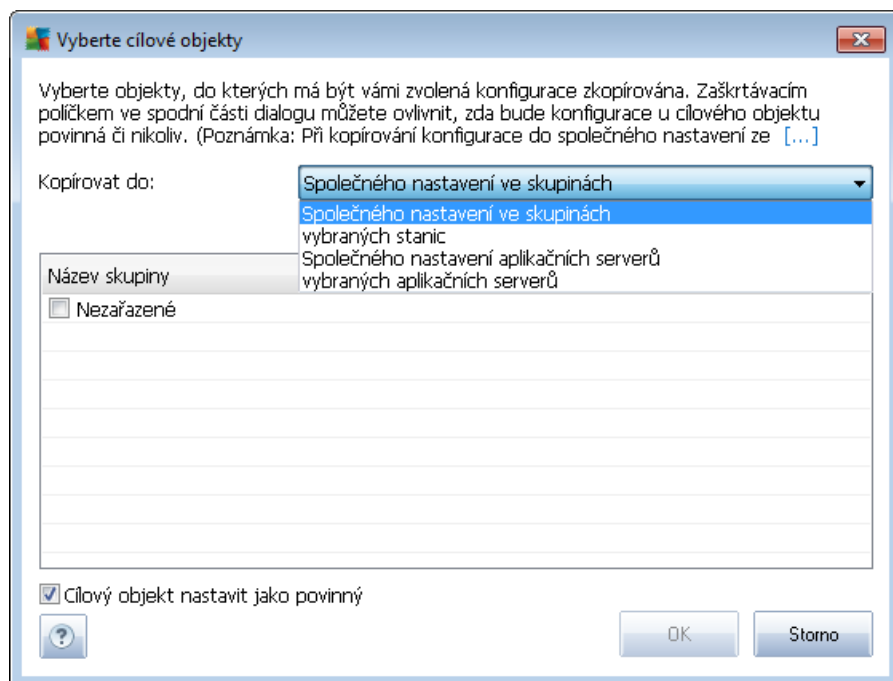 Vyberte cílové objekty
Vyberte objekty, do kterých má být vámi zvolená konfigurace zkopírována. Zaškrtávacím
políčkem ve spodní části dialogu můžete ovlivnit, zda bude konfigurace u cílového objektu
povinná či nikoliv. (Poznámka: Při kopírování konfigurace do společného nastavení ze [...]
Kopírovat do:
Společného nastavení ve skupinách
Společného nastavení ve skupinách
vybraných stanic
Společného nastavení aplikačních serverů
vybraných aplikačních serverů
Název skupiny
Nezařazené
Cílový objekt nastavit jako povinný
?
OK
Storno